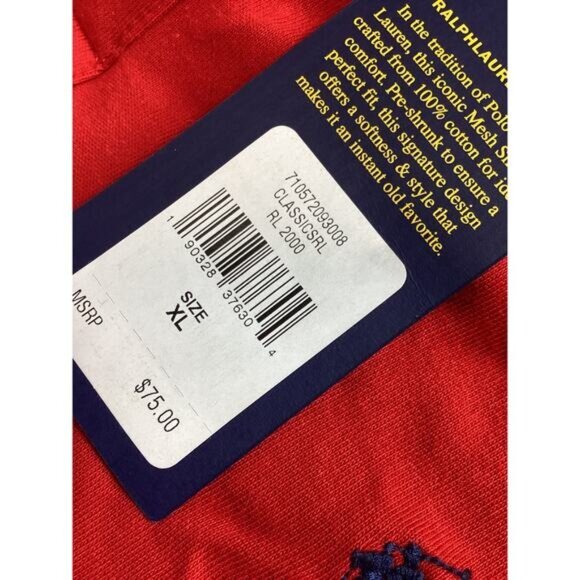 RALPHLAURE
In the tradition of Polo
Lauren, this iconic Mesh S
crafted from 100% cotton for
comfort. Pre-shrunk to ensure a
perfect fit, this signature design
offers a softness & style that
makes it an instant old favorite.
710572093008
CLASSICSRL
RL 2000
1 90328 37630 4
SIZE
XL
MSRP
$75.00